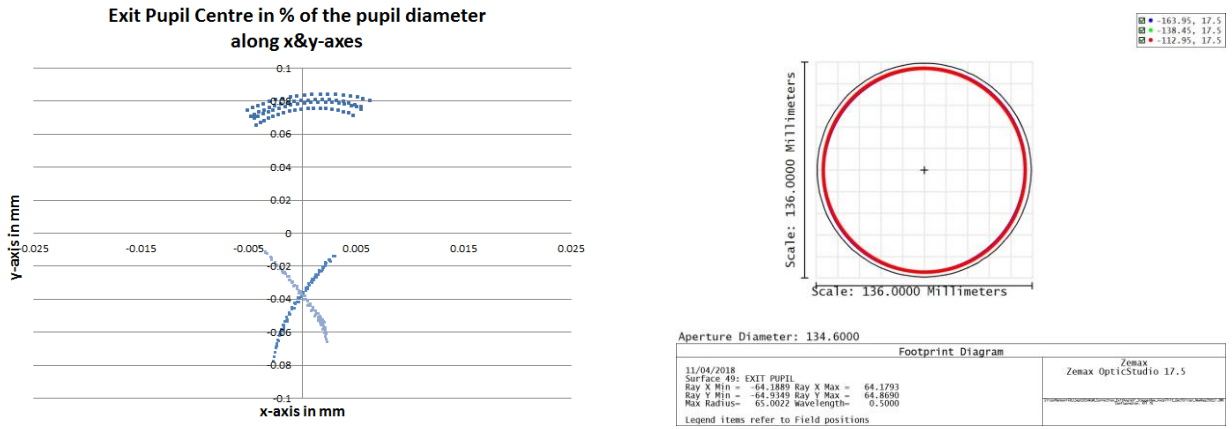 Exit Pupil Centre in % of the pupil diameter
along x&y-axes
0.1
0.08
0.06
0.04
0.02
0
-0.025
-0.015
-0.005
0.005
0.015
0.025
-0.02
-0.04
-0.06
-0.08
-0.1
y-axis in mm
x-axis in mm
-163.95, 17.5
-138.45, 17.5
-112.95, 17.5
Scale: 136.0000 Millimeters
Scale: 136.0000 Millimeters
Aperture Diameter: 134.6000
Footprint Diagram
11/04/2018
Surface 49: EXIT PUPIL
Ray X Min = -64.1889 Ray X Max = 64.1793
Ray Y Min = -64.9349 Ray Y Max = 64.8690
Max Radius= 65.0022 Wavelength= 0.5000
Legend items refer to Field positions
Zemax
Zemax OpticStudio 17.5